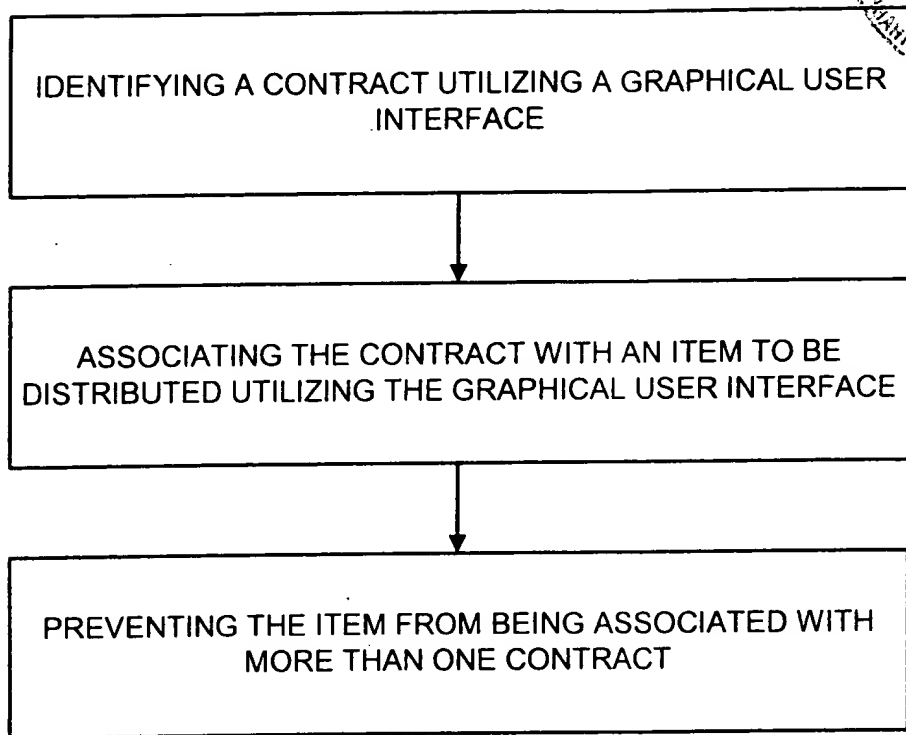 IDENTIFYING A CONTRACT UTILIZING A GRAPHICAL USER
INTERFACE
ASSOCIATING THE CONTRACT WITH AN ITEM TO BE
DISTRIBUTED UTILIZING THE GRAPHICAL USER INTERFACE
PREVENTING THE ITEM FROM BEING ASSOCIATED WITH
MORE THAN ONE CONTRACT